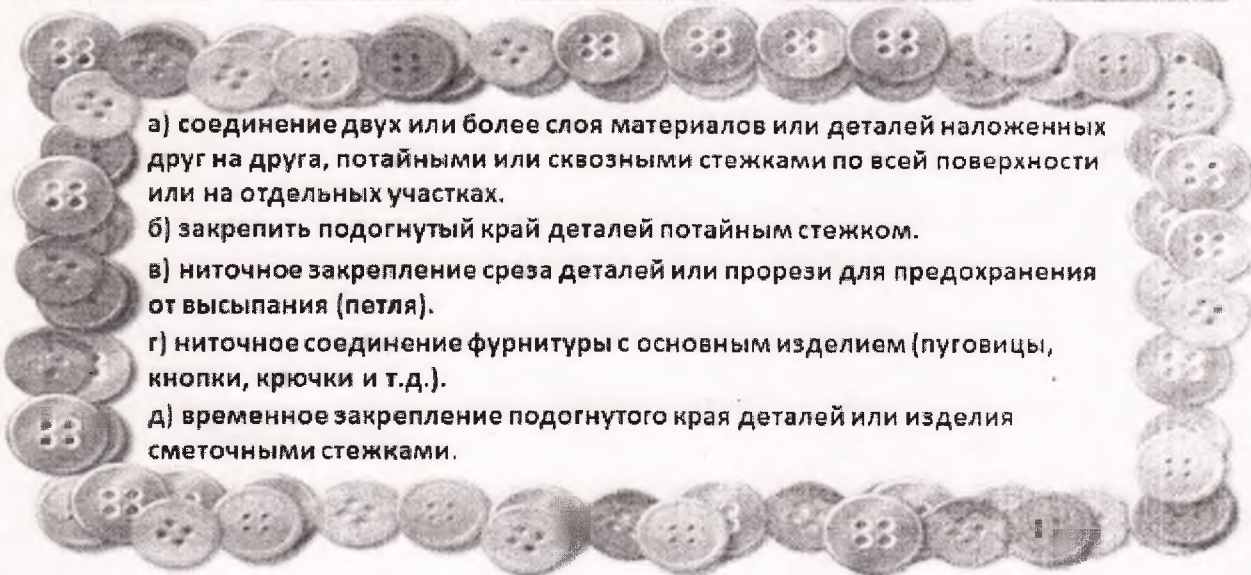 а) соединение двух или более слоя материалов или деталей наложенных
друг на друга, потайными или сквозными стежками по всей поверхности
или на отдельных участках.
б) закрепить подогнутый край деталей потайным стежком.
в) ниточное закрепление среза деталей или прорези для предохранения
от высыпания (петля).
г) ниточное соединение фурнитуры с основным изделием (пуговицы,
кнопки, крючки и т.д.).
д) временное закрепление подогнутого края деталей или изделия
сметочными стежками.